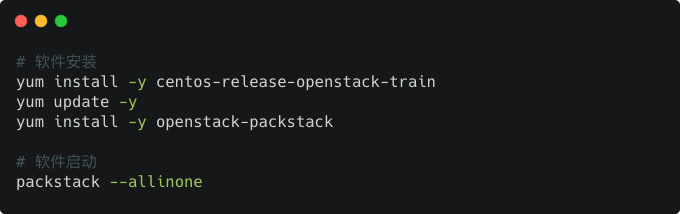 # 软件安装
yum install -y centos-release-openstack-train
yum update -y
yum install -y openstack-packstack
# 软件启动
packstack --allinone